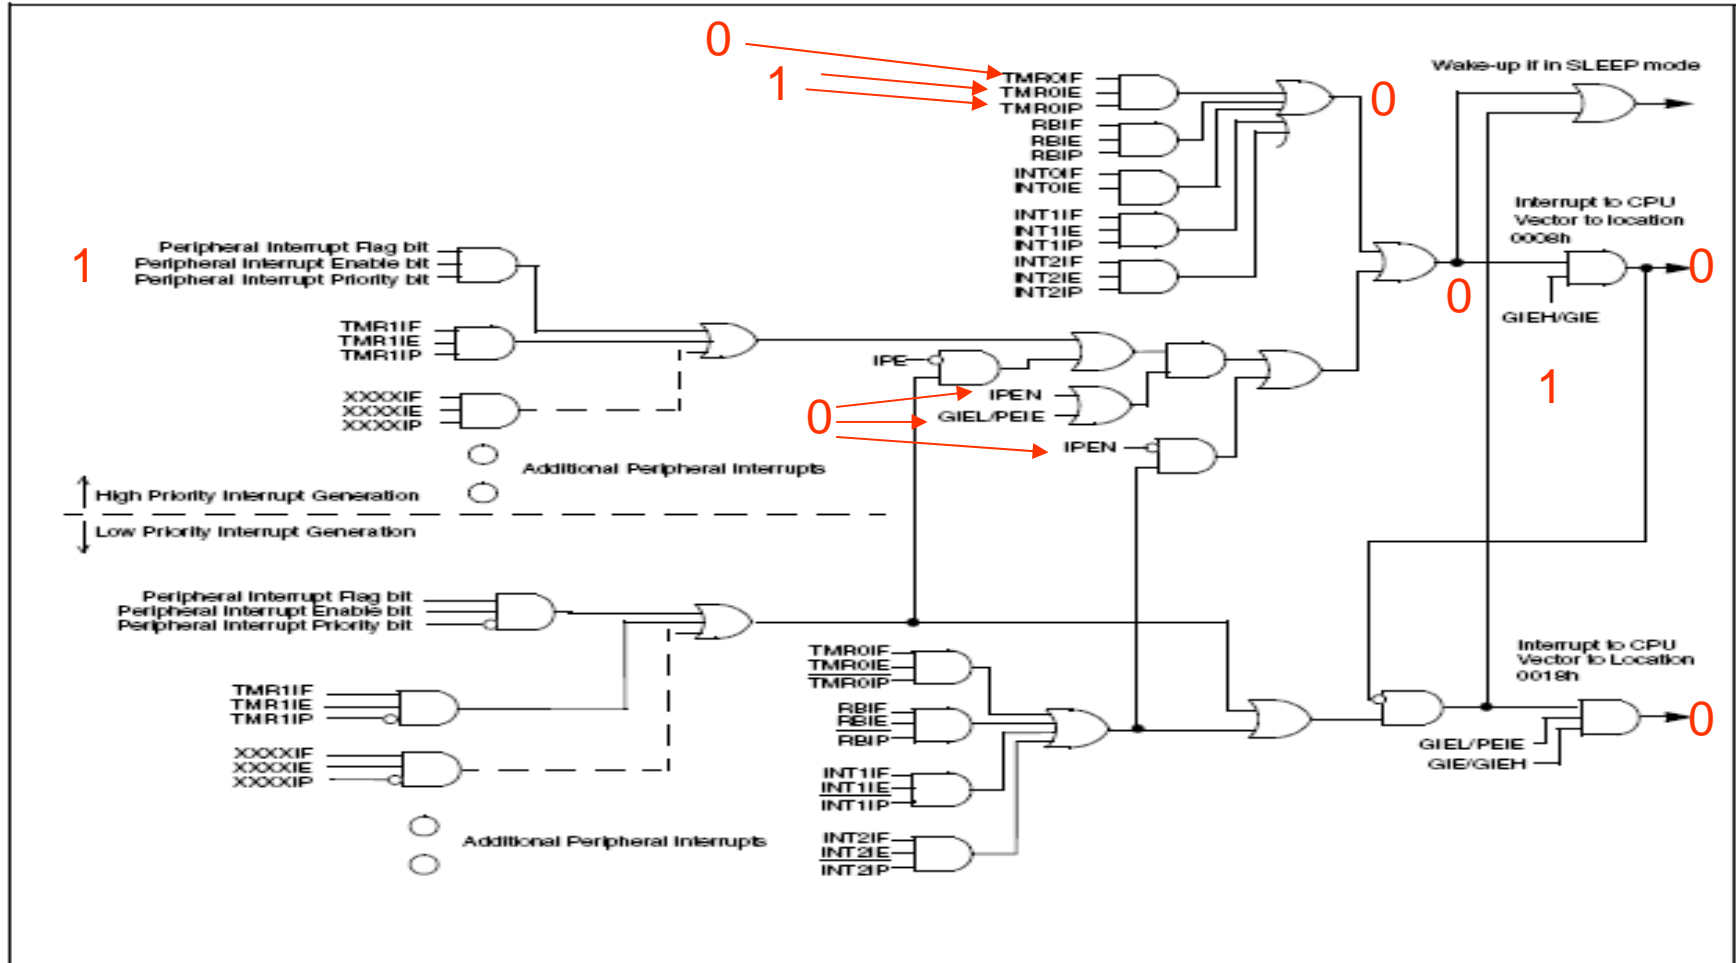 0
1
TMR0IF
TMR0IE
TMR0IP
RBIF
RBIE
RBIP
INT0IF
INT0IE
INT1IF
INT1IE
INT1IP
INT2IF
INT2IE
INT2IP
0
Wake-up if in SLEEP mode
Interrupt to CPU
Vector to location
0008h
0
0
GIEH/GIE
1
1
Peripheral Interrupt Flag bit
Peripheral Interrupt Enable bit
Peripheral Interrupt Priority bit
TMR1IF
TMR1IE
TMR1IP
XXXXIF
XXXXIE
XXXXIP
IPE
IPEN
GIEL/PEIE
IPEN
0
Additional Peripheral Interrupts
High Priority Interrupt Generation
Low Priority Interrupt Generation
Peripheral Interrupt Flag bit
Peripheral Interrupt Enable bit
Peripheral Interrupt Priority bit
TMR1IF
TMR1IE
TMR1IP
XXXXIF
XXXXIE
XXXXIP
Additional Peripheral Interrupts
TMR0IF
TMR0IE
TMR0IP
RBIF
RBIE
RBIP
INT1IF
INT1IE
INT1IP
INT2IF
INT2IE
INT2IP
Interrupt to CPU
Vector to Location
0018h
0
GIEL/PEIE
GIE/GIEH